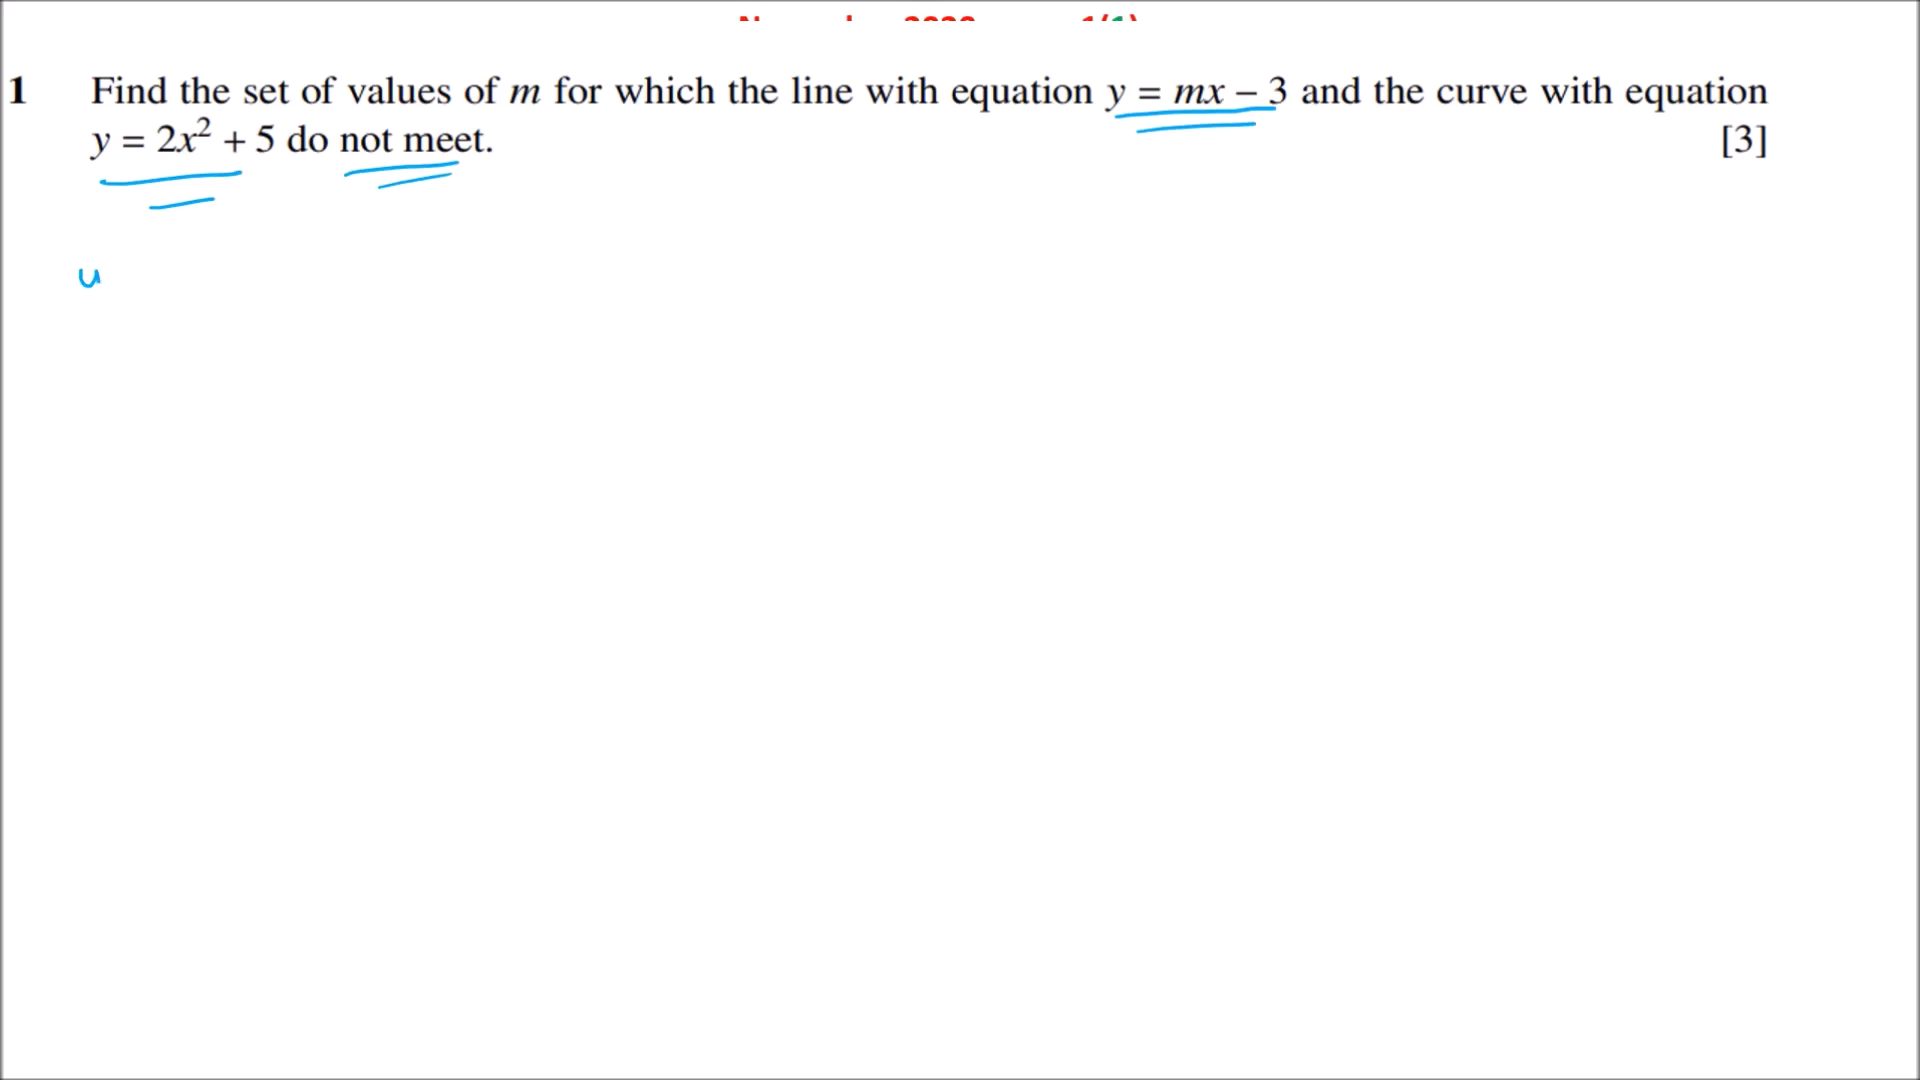 1 Find the set of values of m for which the line with equation y = mx − 3 and the curve with equation
y = 2x² + 5 do not meet. [3]